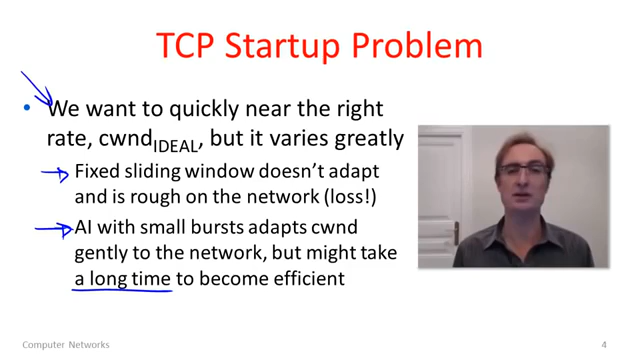 TCP Startup Problem
• We want to quickly near the right
rate, cwndIDEAL, but it varies greatly
Fixed sliding window doesn't adapt
and is rough on the network (loss!)
AI with small bursts adapts cwnd
gently to the network, but might take
a long time to become efficient
Computer Networks
4